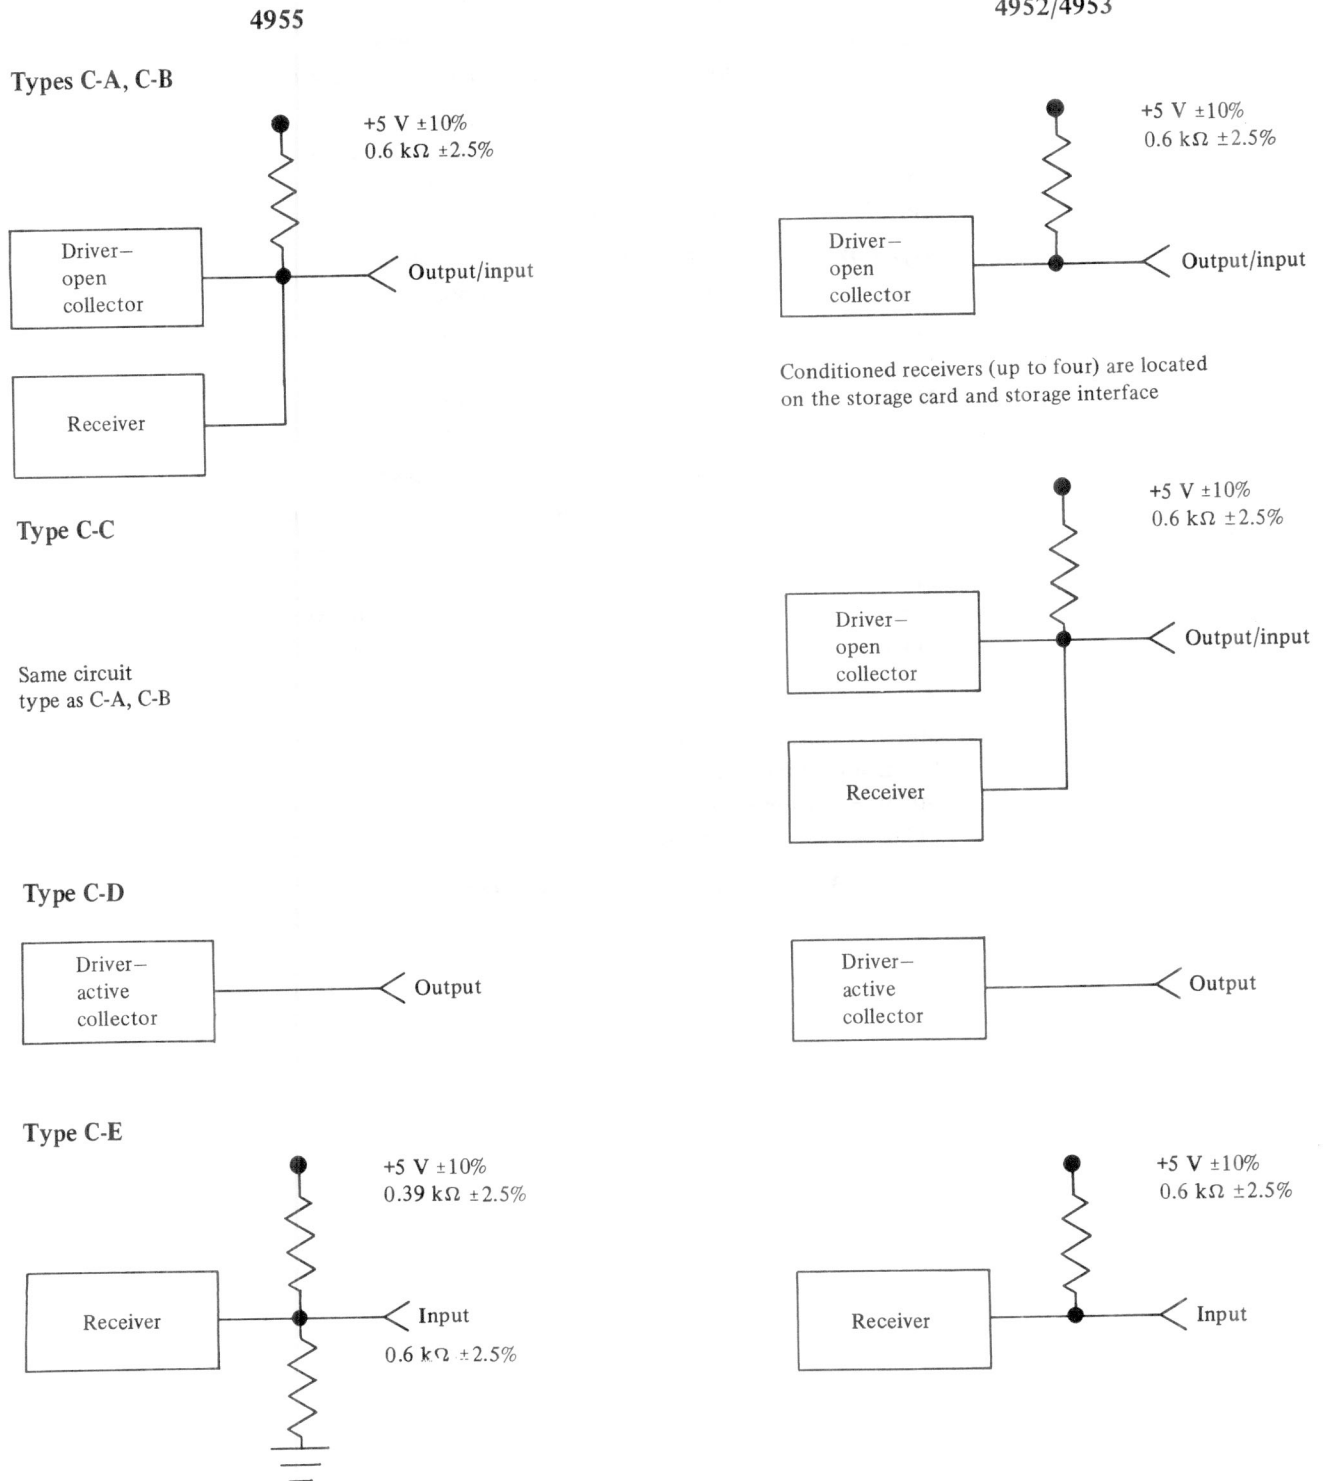 4955
4952/4953
Types C-A, C-B
+5 V ±10%
0.6 kΩ ±2.5%
Driver—
open
collector
Output/input
Receiver
+5 V ±10%
0.6 kΩ ±2.5%
Driver—
open
collector
Output/input
Conditioned receivers (up to four) are located
on the storage card and storage interface
Type C-C
Same circuit
type as C-A, C-B
+5 V ±10%
0.6 kΩ ±2.5%
Driver—
open
collector
Output/input
Receiver
Type C-D
Driver—
active
collector
Output
Driver—
active
collector
Output
Type C-E
+5 V ±10%
0.39 kΩ ±2.5%
Receiver
Input
0.6 kΩ ±2.5%
+5 V ±10%
0.6 kΩ ±2.5%
Receiver
Input